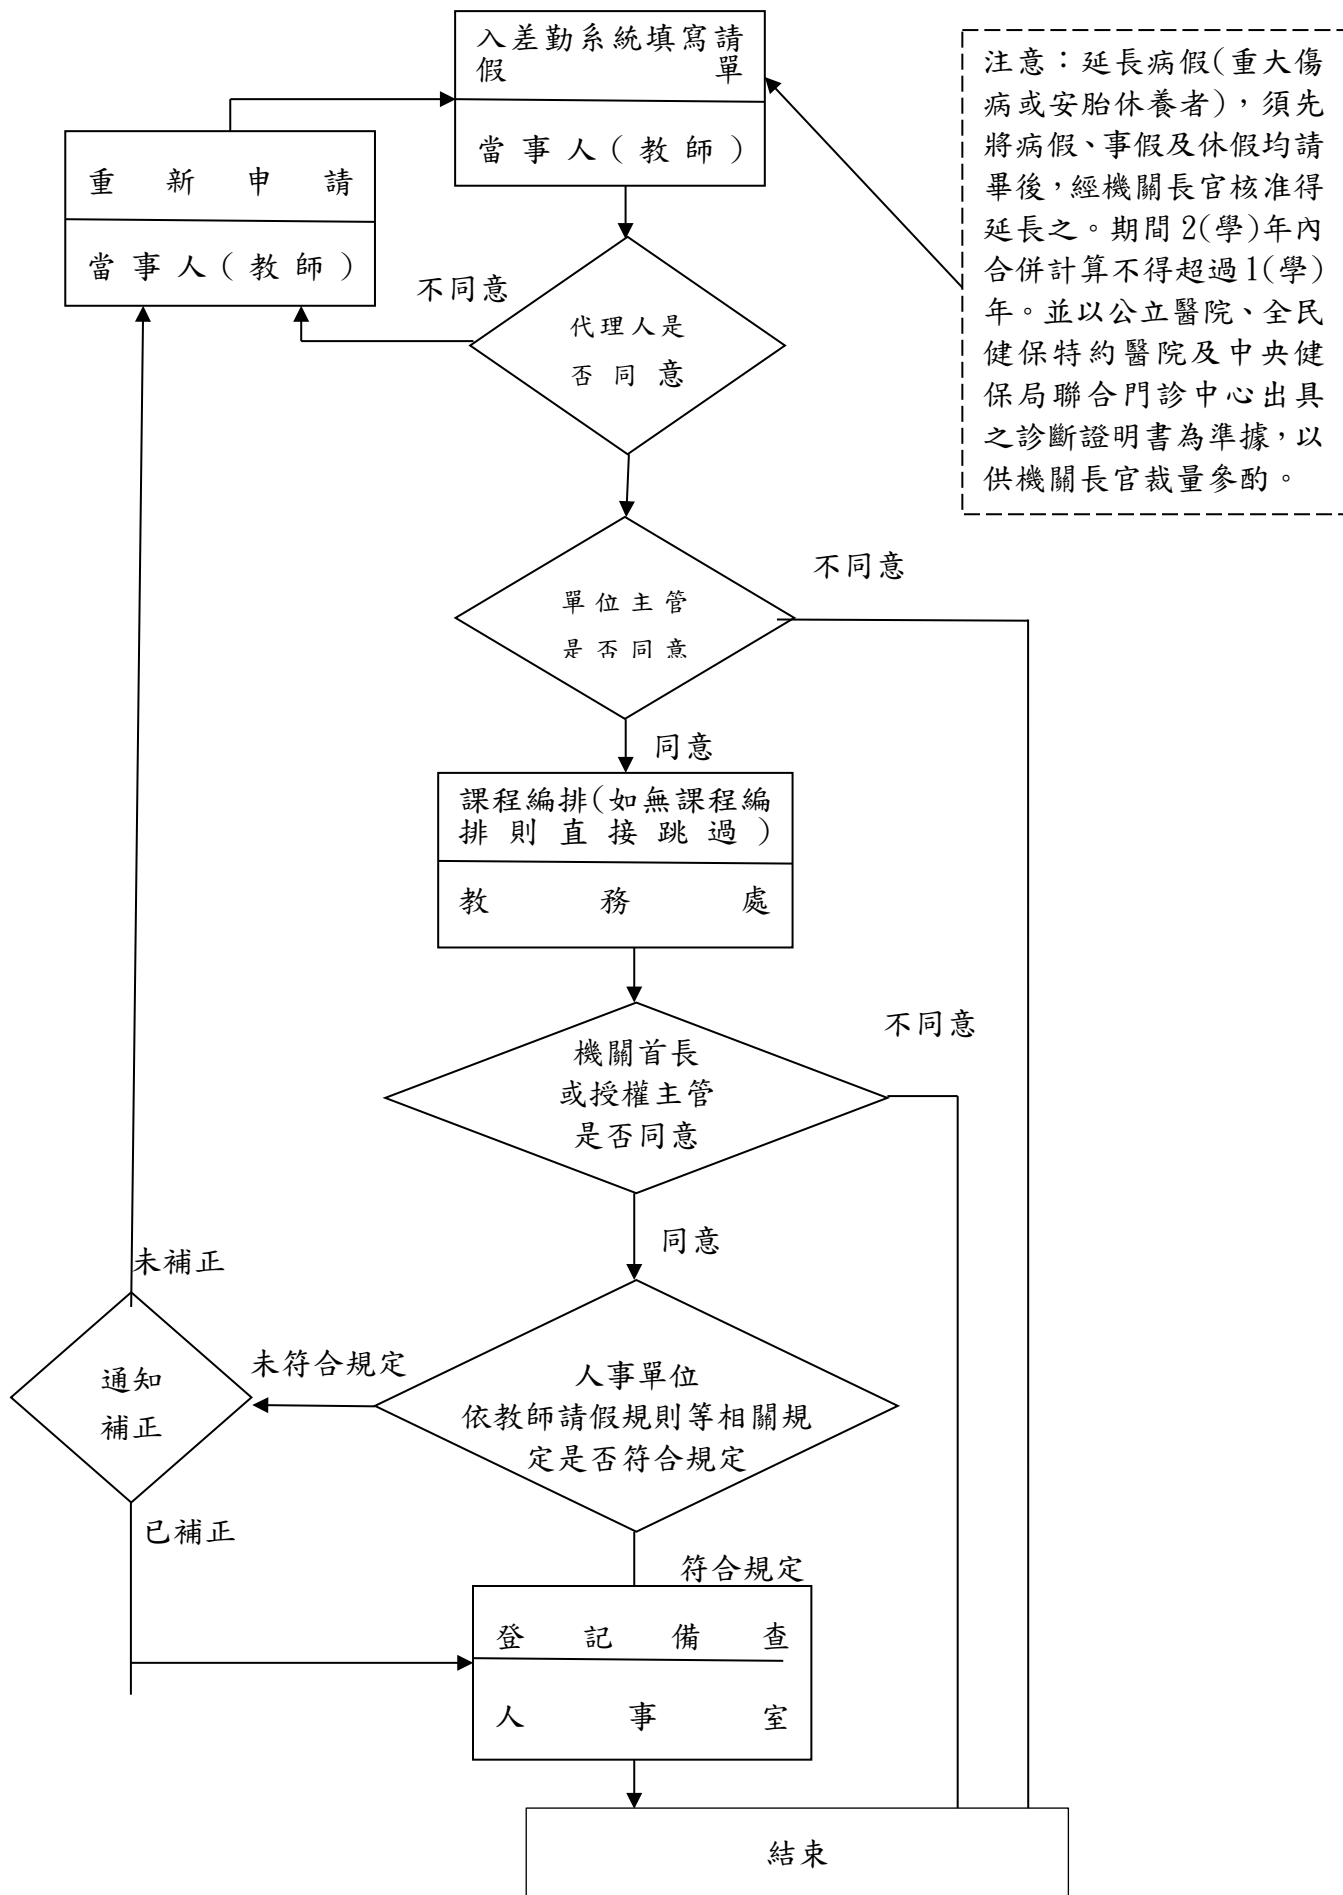 入差勤系統填寫請
假單
當事人(教師)
注意：延長病假(重大傷
病或安胎休養者)，須先
將病假、事假及休假均請
畢後，經機關長官核准得
延長之。期間2(學)年內
合併計算不得超過1(學)
年。並以公立醫院、全民
健保特約醫院及中央健
保局聯合門診中心出具
之診斷證明書為準據，以
供機關長官裁量參酌。
重新申請
當事人(教師)
不同意
代理人是
否同意
不同意
單位主管
是否同意
同意
課程編排(如無課程編
排則直接跳過)
教務處
不同意
機關首長
或授權主管
是否同意
同意
未補正
通知
補正
未符合規定
人事單位
依教師請假規則等相關規
定是否符合規定
已補正
符合規定
登記備查
人事室
結束